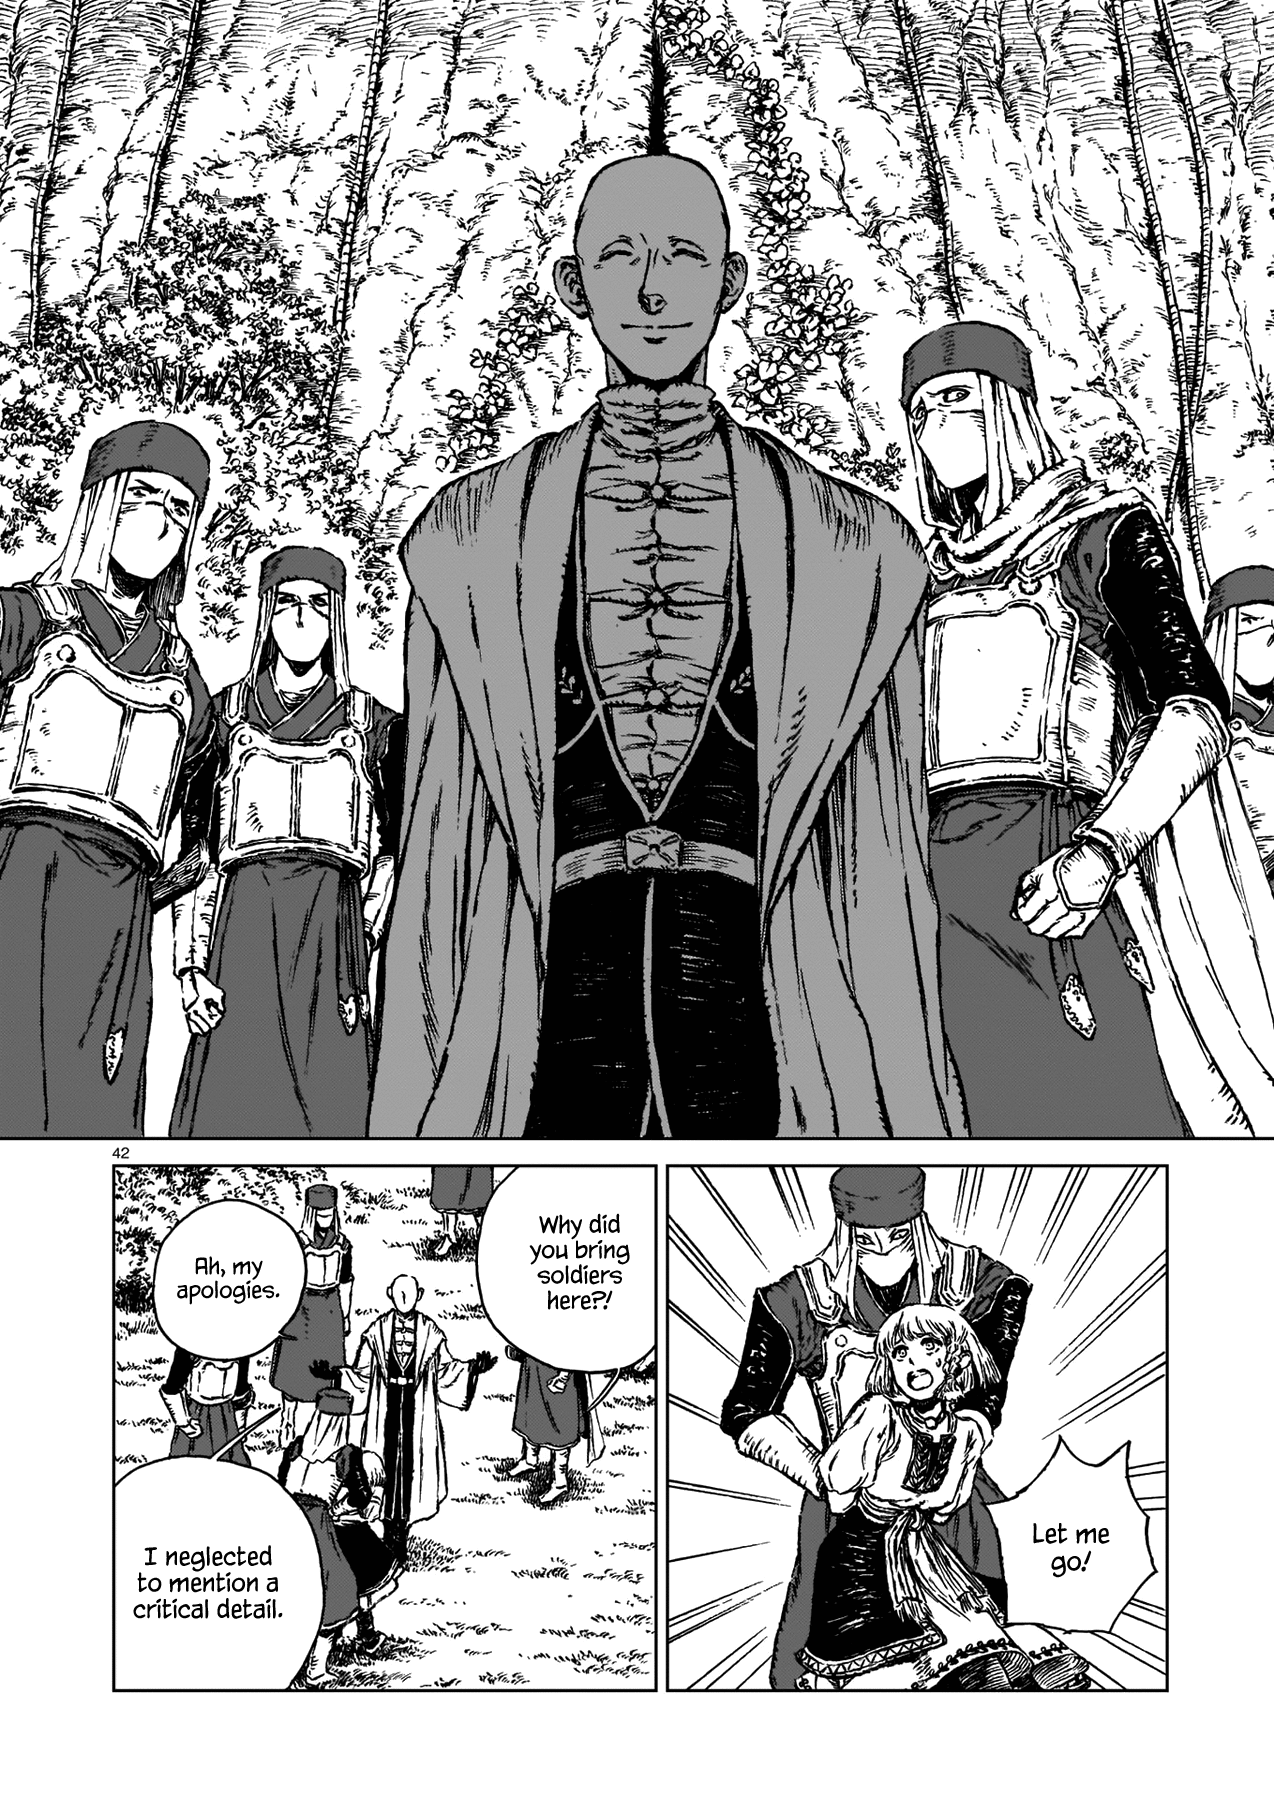 42
Let me
go!
Why did
you bring
soldiers
here?!
Ah, my
apologies.
I neglected
to mention a
critical detail.